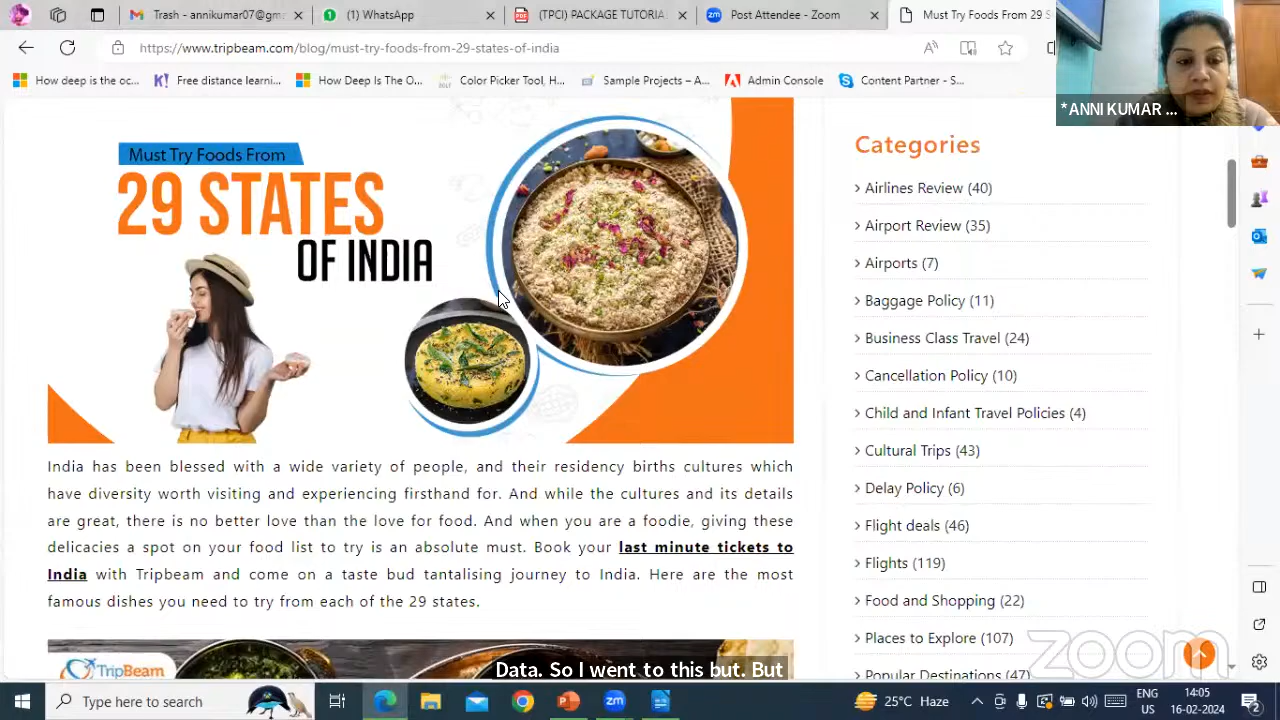 Trash - annikumar07@gm
(1) WhatsApp
(TPCI) PACKAGE TUTORIA
Post Attendee - Zoom
Must Try Foods From 29 S
https://www.tripbeam.com/blog/must-try-foods-from-29-states-of-india
How deep is the oc...
Free distance learni...
How Deep Is The O...
Color Picker Tool, H...
Sample Projects – A...
Admin Console
Content Partner - S...
*ANNI KUMAR ...
Must Try Foods From
29 STATES
OF INDIA
India has been blessed with a wide variety of people, and their residency births cultures which
have diversity worth visiting and experiencing firsthand for. And while the cultures and its details
are great, there is no better love than the love for food. And when you are a foodie, giving these
delicacies a spot on your food list to try is an absolute must. Book your last minute tickets to
India with Tripbeam and come on a taste bud tantalising journey to India. Here are the most
famous dishes you need to try from each of the 29 states.
TripBeam
Categories
Airlines Review (40)
Airport Review (35)
Airports (7)
Baggage Policy (11)
Business Class Travel (24)
Cancellation Policy (10)
Child and Infant Travel Policies (4)
Cultural Trips (43)
Delay Policy (6)
Flight deals (46)
Flights (119)
Food and Shopping (22)
Places to Explore (107)
Popular Destinations (47)
zoom
Data. So I went to this but. But
Type here to search
25°C Haze
ENG
US
14:05
16-02-2024
2